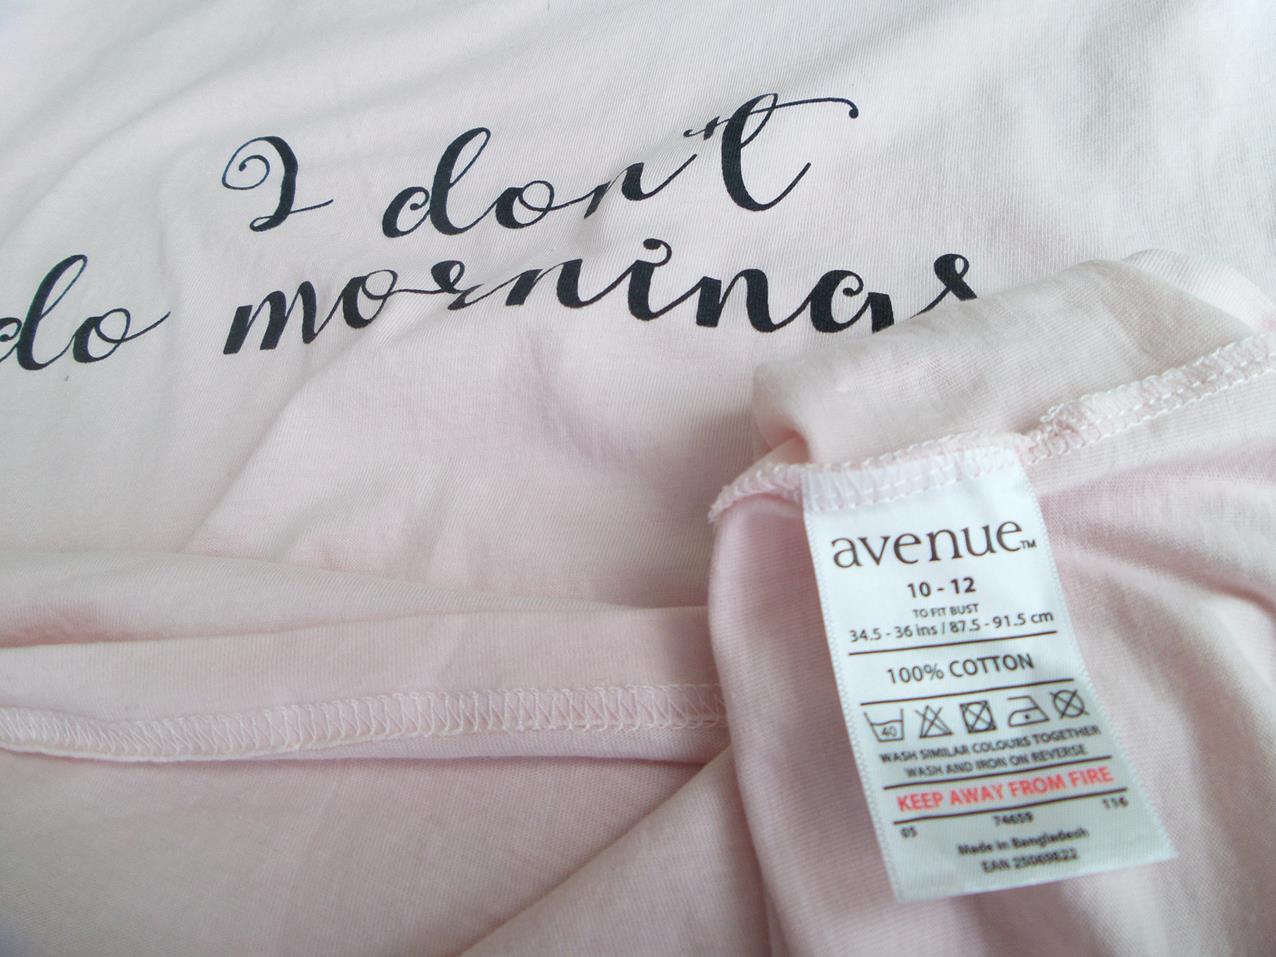 I don't
do mornings
avenue™
10 - 12
TO FIT BUST
34.5 - 36 ins / 87.5 - 91.5 cm
100% COTTON
40
WASH SIMILAR COLOURS TOGETHER
WASH AND IRON ON REVERSE
KEEP AWAY FROM FIRE
05 74659 116
Made in Bangladesh